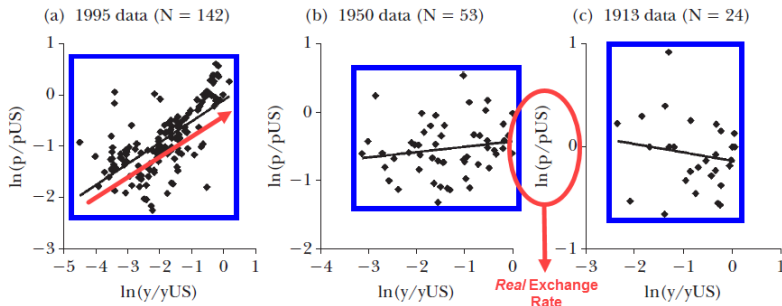 (a) 1995 data (N = 142)
(b) 1950 data (N = 53)
(c) 1913 data (N = 24)
ln(p/pUS)
1
0
−1
−2
−3
−5 −4 −3 −2 −1 0 1
ln(y/yUS)
ln(p/pUS)
1
0
−1
−2
−4 −3 −2 −1 0
ln(y/yUS)
ln(p/pUS)
1
0
−1
−2 −1 0 1
ln(y/yUS)
Real Exchange
Rate